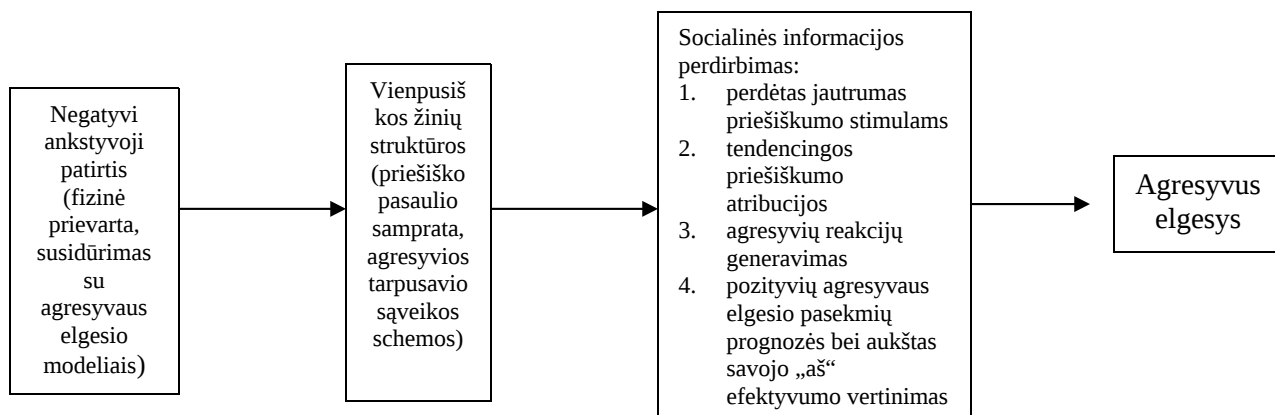 Negatyvi
ankstyvoji
patirtis
(fizinė
prievarta,
susidūrimas
su
agresyvaus
elgesio
modeliais)
Vienpusiš
kos žinių
struktūros
(priešiško
pasaulio
samprata,
agresyvios
tarpusavio
sąveikos
schemos)
Socialinės informacijos
perdirbimas:
1. perdėtas jautrumas
priešiškumo stimulams
2. tendencingos
priešiškumo
atribucijos
3. agresyvių reakcijų
generavimas
4. pozityvių agresyvaus
elgesio pasekmių
prognozės bei aukštas
savojo „aš“
efektyvumo vertinimas
Agresyvus
elgesys